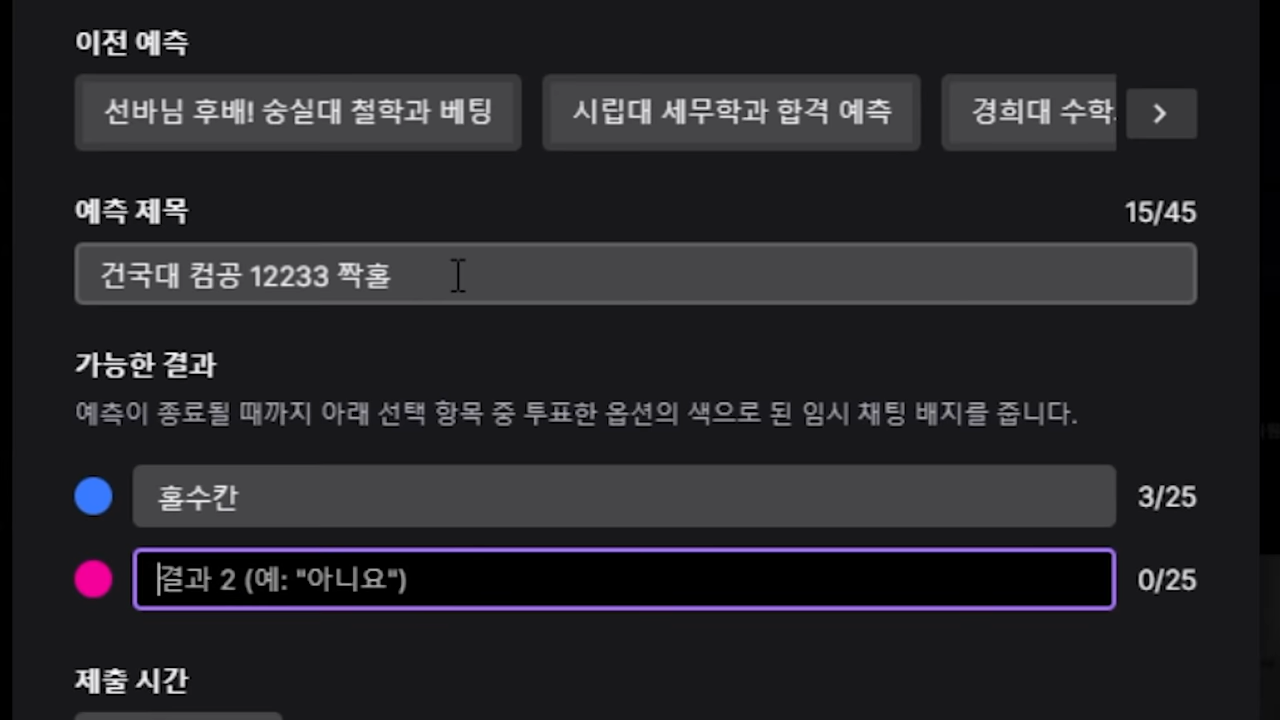 이전 예측
선바님 후배! 숭실대 철학과 베팅
시립대 세무학과 합격 예측
경희대 수학
예측 제목
15/45
건국대 컴공 12233 짝홀
가능한 결과
예측이 종료될 때까지 아래 선택 항목 중 투표한 옵션의 색으로 된 임시 채팅 배지를 줍니다.
홀수칸
3/25
결과 2 (예: "아니요")
0/25
제출 시간